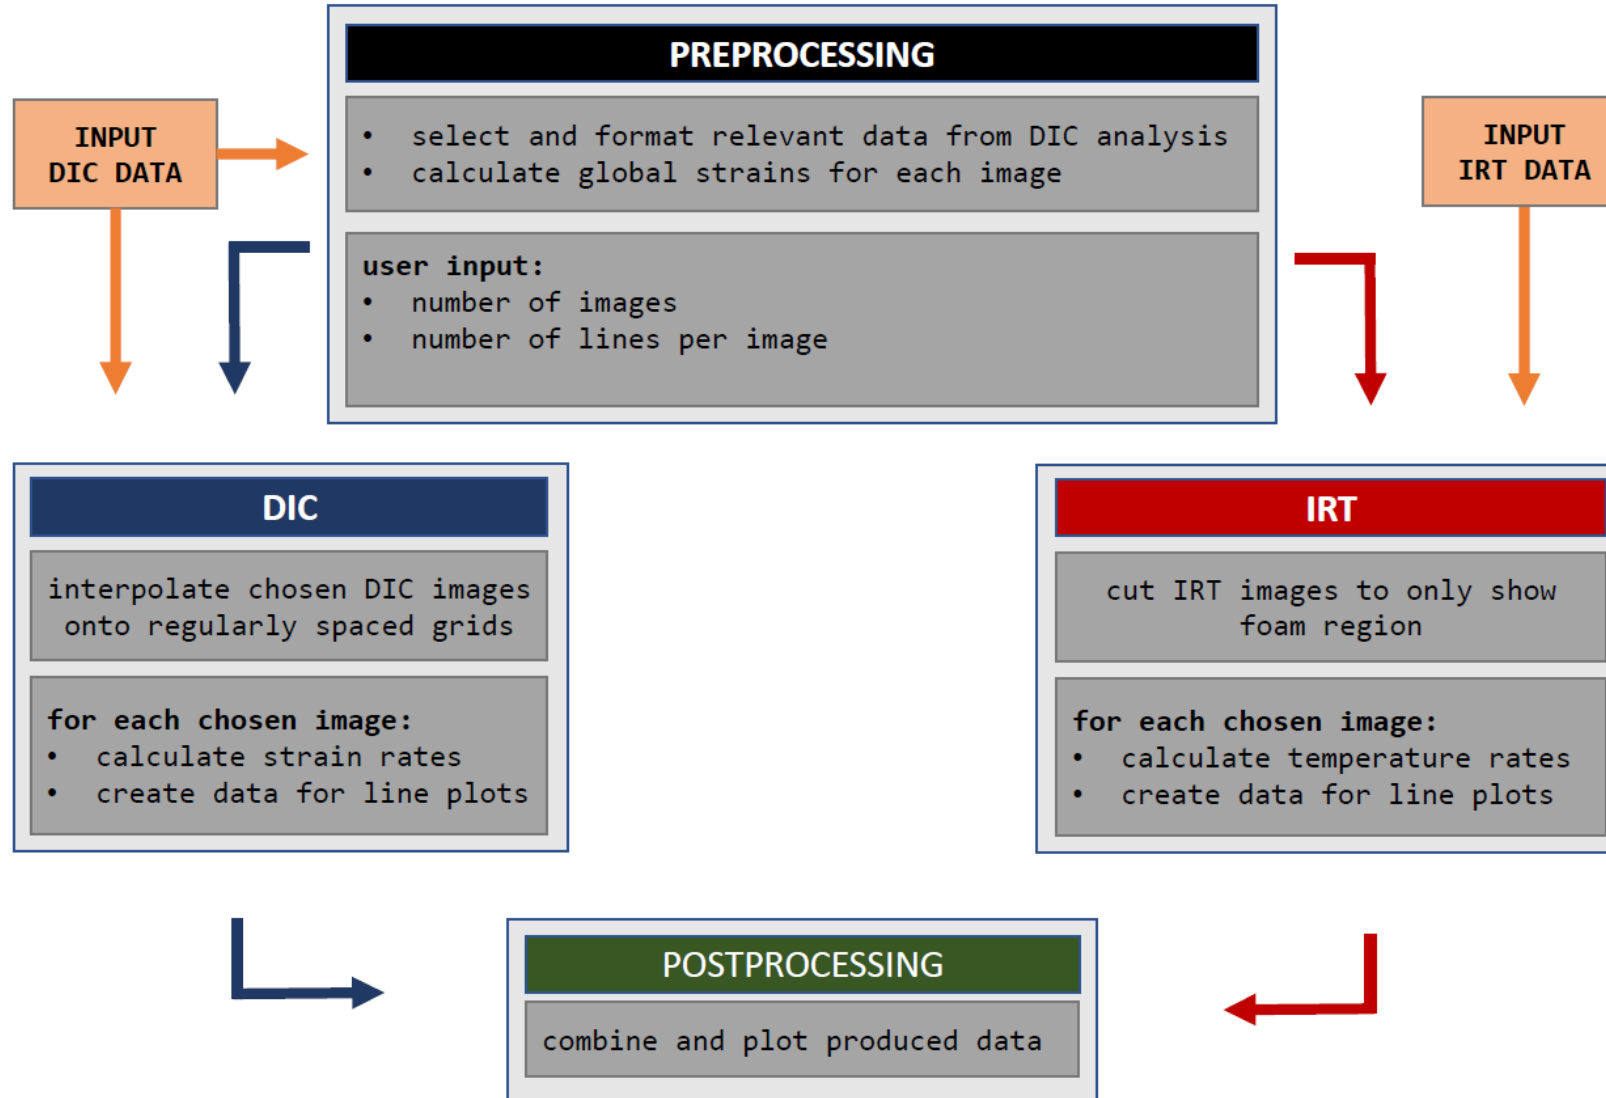 PREPROCESSING
INPUT
DIC DATA
• select and format relevant data from DIC analysis
• calculate global strains for each image
INPUT
IRT DATA
user input:
• number of images
• number of lines per image
DIC
interpolate chosen DIC images
onto regularly spaced grids
for each chosen image:
• calculate strain rates
• create data for line plots
IRT
cut IRT images to only show
foam region
for each chosen image:
• calculate temperature rates
• create data for line plots
POSTPROCESSING
combine and plot produced data